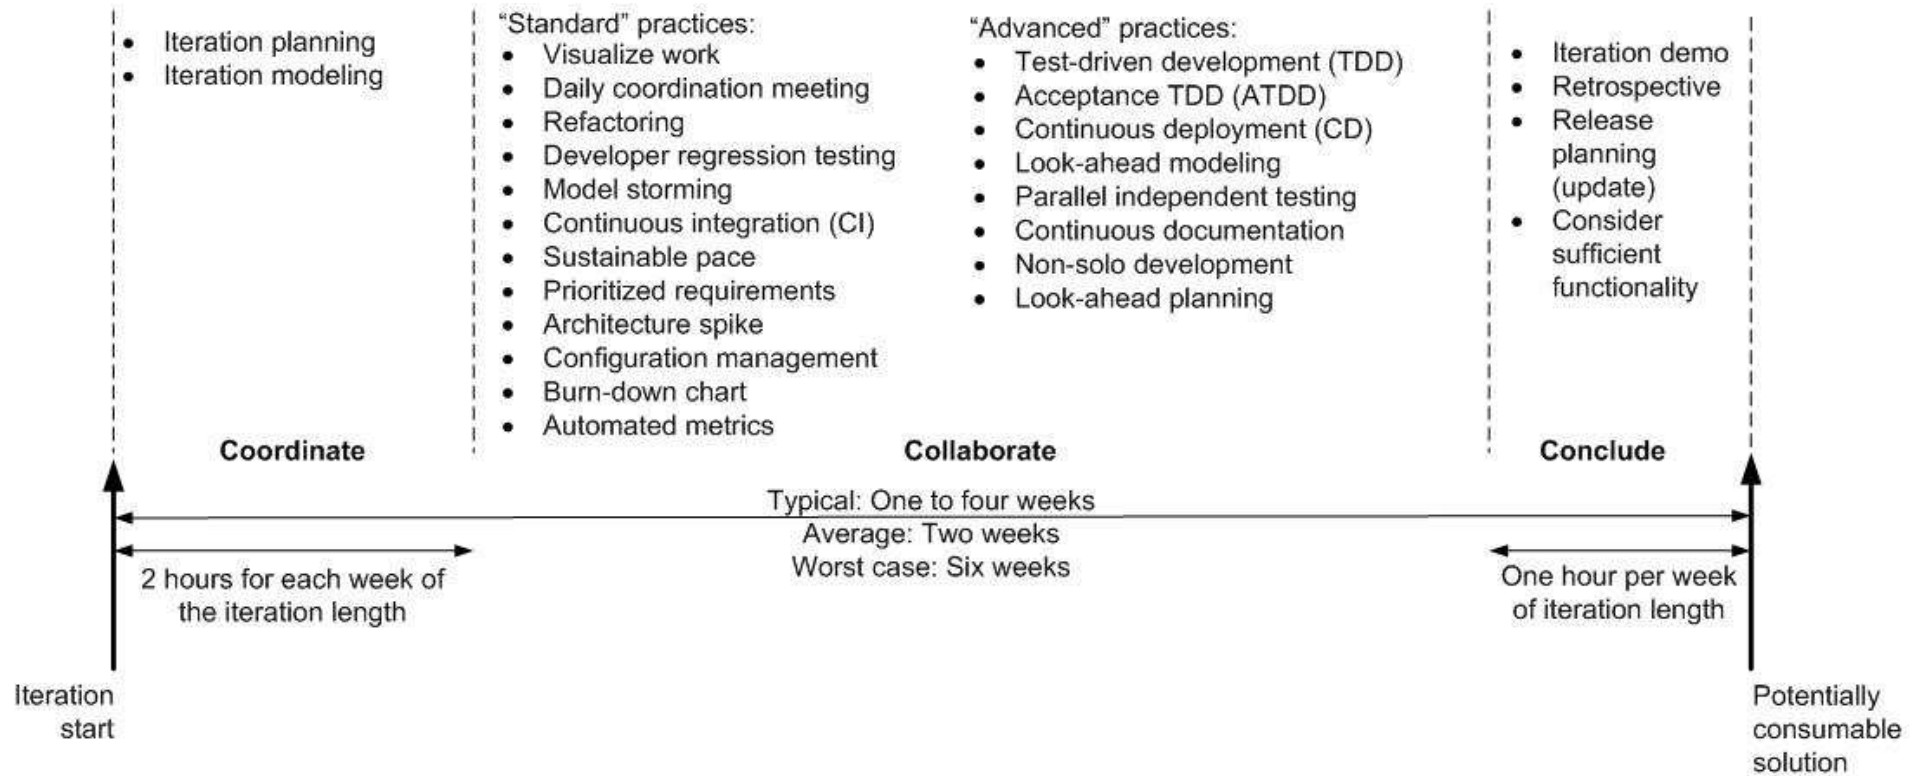 Iteration planning
Iteration modeling
“Standard” practices:
Visualize work
Daily coordination meeting
Refactoring
Developer regression testing
Model storming
Continuous integration (CI)
Sustainable pace
Prioritized requirements
Architecture spike
Configuration management
Burn-down chart
Automated metrics
“Advanced” practices:
Test-driven development (TDD)
Acceptance TDD (ATDD)
Continuous deployment (CD)
Look-ahead modeling
Parallel independent testing
Continuous documentation
Non-solo development
Look-ahead planning
Iteration demo
Retrospective
Release
planning
(update)
Consider
sufficient
functionality
Coordinate
Collaborate
Conclude
Typical: One to four weeks
Average: Two weeks
Worst case: Six weeks
2 hours for each week of
the iteration length
One hour per week
of iteration length
Iteration
start
Potentially
consumable
solution